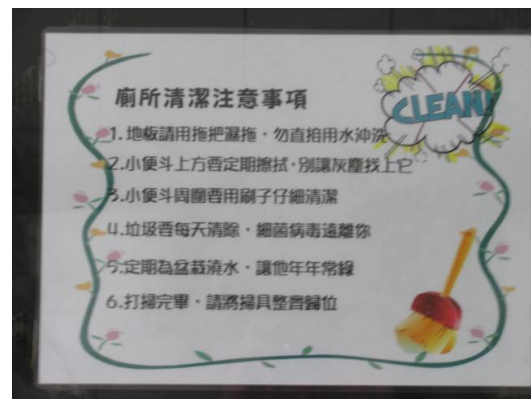 廁所清潔注意事項
CLEAN!
1. 地板請用拖把濕拖，勿直接用水沖洗
2.小便斗上方要定期擦拭，別讓灰塵找上它
3.小便斗周圍要用刷子仔細清潔
4.垃圾要每天清除，細菌病毒遠離你
5.定期為盆栽澆水，讓他年年常綠
6.打掃完畢，請將掃具整齊歸位